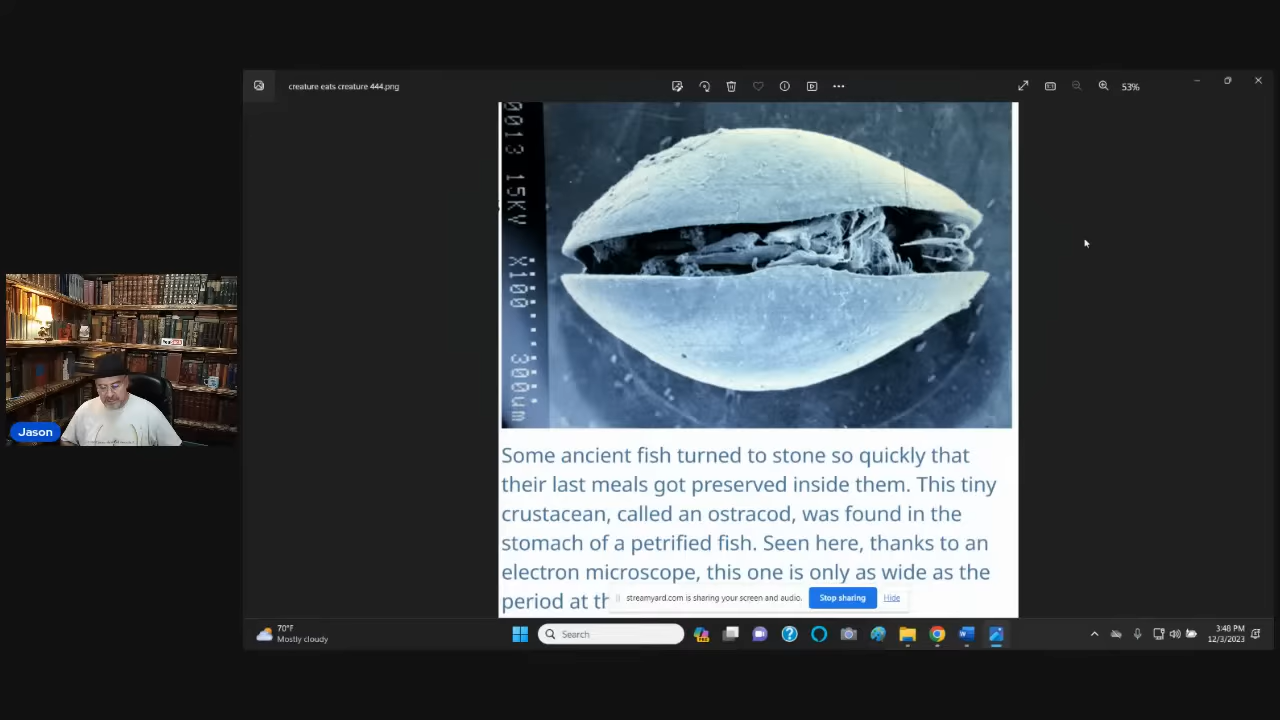 creature eats creature 444.png
53%
0013 15KV X100 300um
Some ancient fish turned to stone so quickly that
their last meals got preserved inside them. This tiny
crustacean, called an ostracod, was found in the
stomach of a petrified fish. Seen here, thanks to an
electron microscope, this one is only as wide as the
period at th
streamyard.com is sharing your screen and audio.
Stop sharing
Hide
Jason
70°F
Mostly cloudy
Search
3:48 PM
12/3/2023